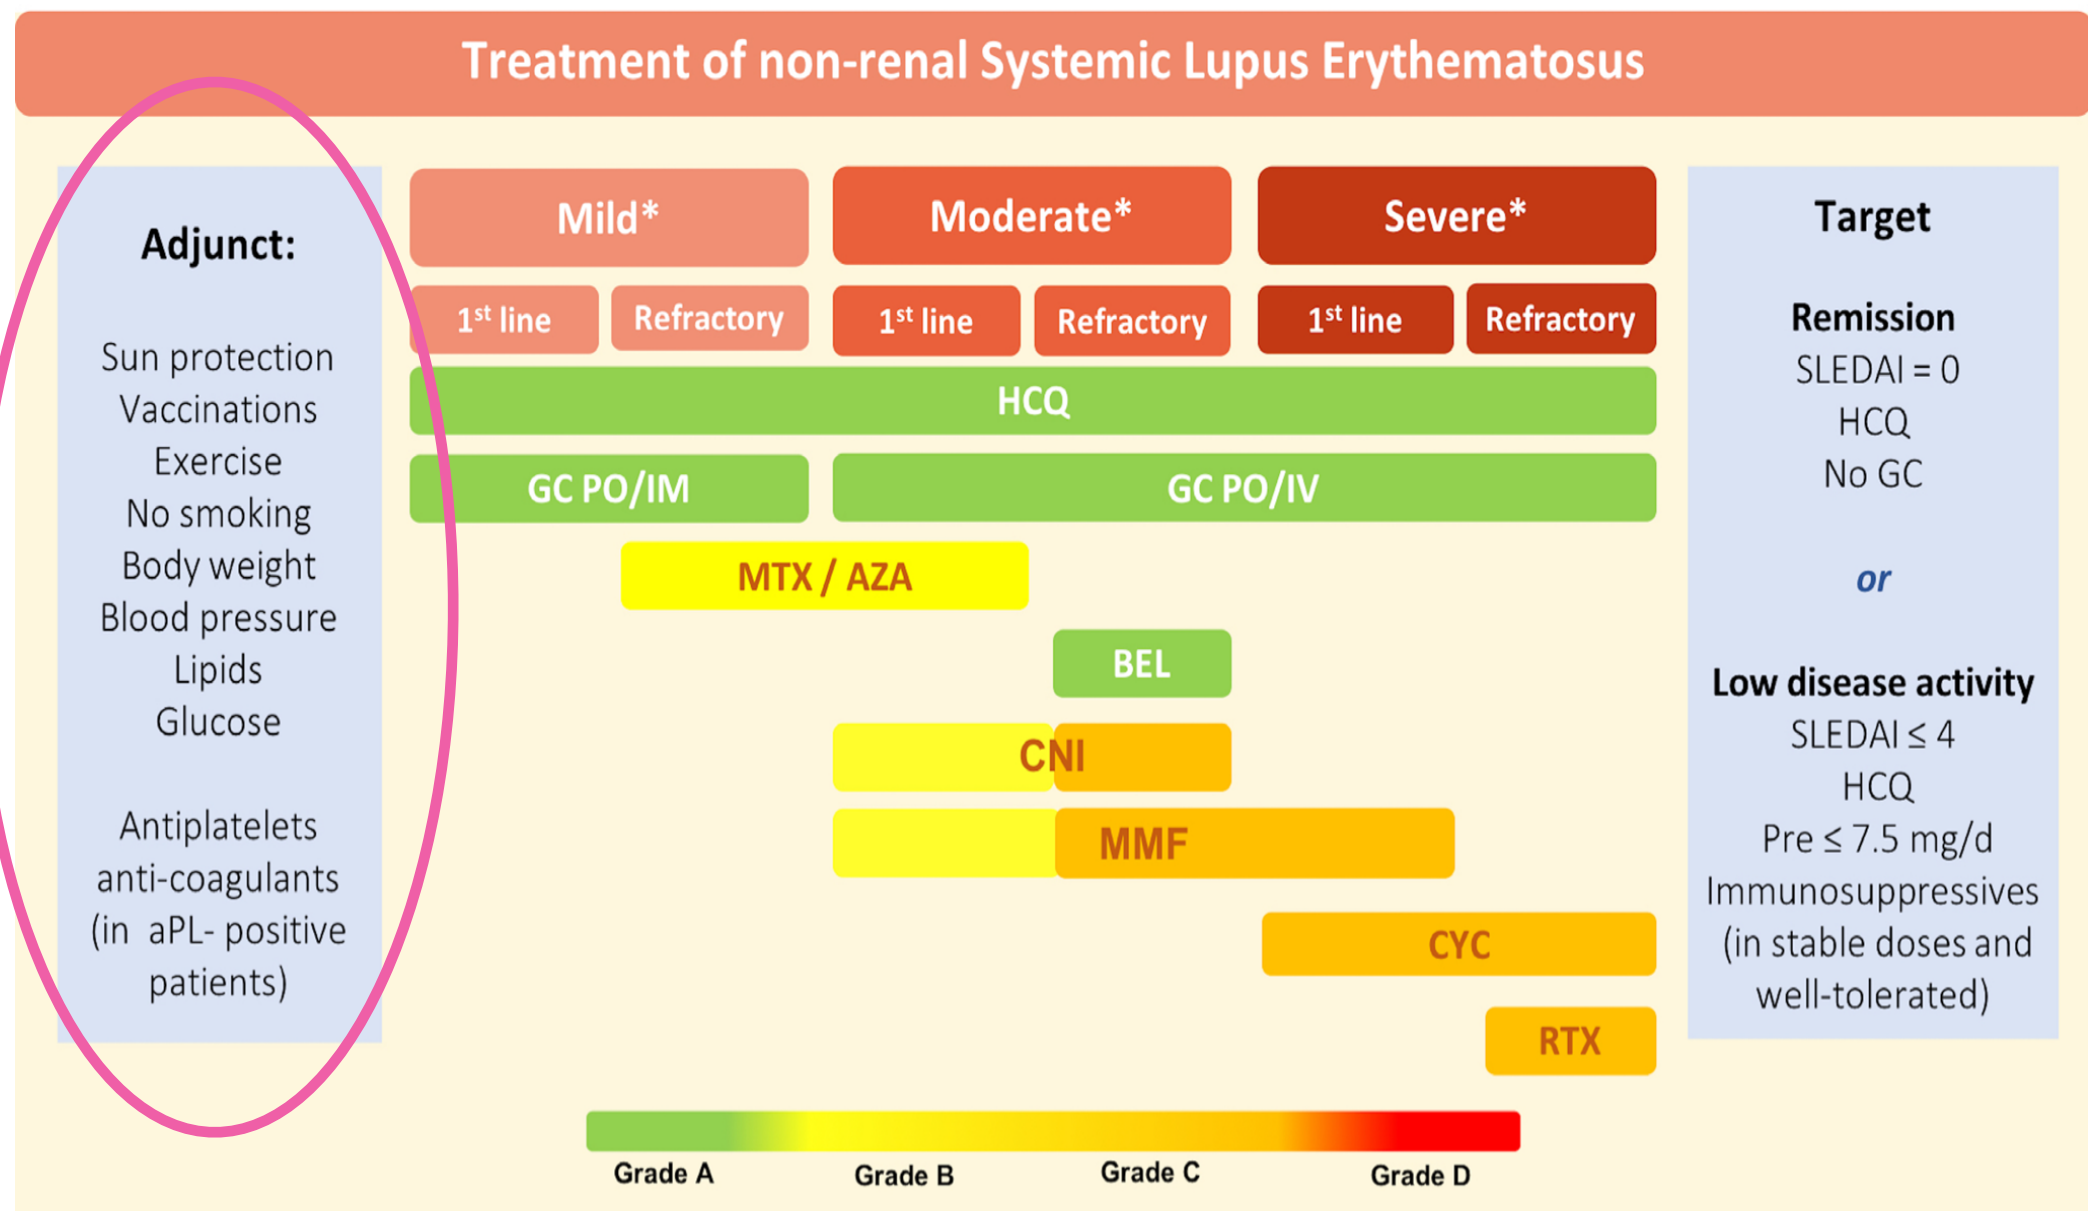 Treatment of non-renal Systemic Lupus Erythematosus
Adjunct:
Sun protection
Vaccinations
Exercise
No smoking
Body weight
Blood pressure
Lipids
Glucose
Antiplatelets
anti-coagulants
(in aPL- positive
patients)
Mild*
Moderate*
Severe*
1st line
Refractory
1st line
Refractory
1st line
Refractory
HCQ
GC PO/IM
GC PO/IV
MTX / AZA
BEL
CNI
MMF
CYC
RTX
Grade A
Grade B
Grade C
Grade D
Target
Remission
SLEDAI = 0
HCQ
No GC
or
Low disease activity
SLEDAI ≤ 4
HCQ
Pre ≤ 7.5 mg/d
Immunosuppressives
(in stable doses and
well-tolerated)